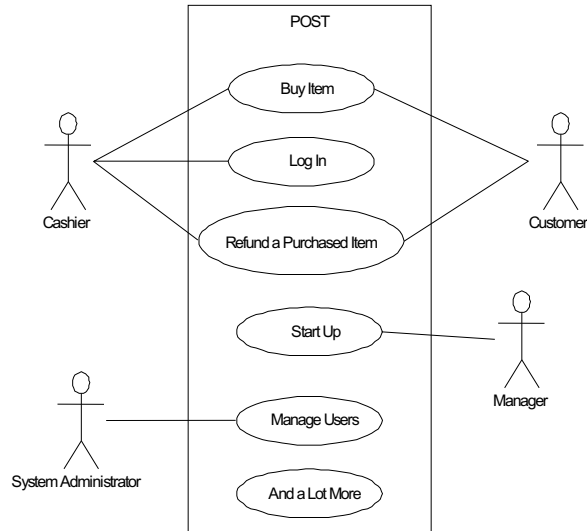 POST
Buy Item
Log In
Cashier
Customer
Refund a Purchased Item
Start Up
Manager
Manage Users
System Administrator
And a Lot More